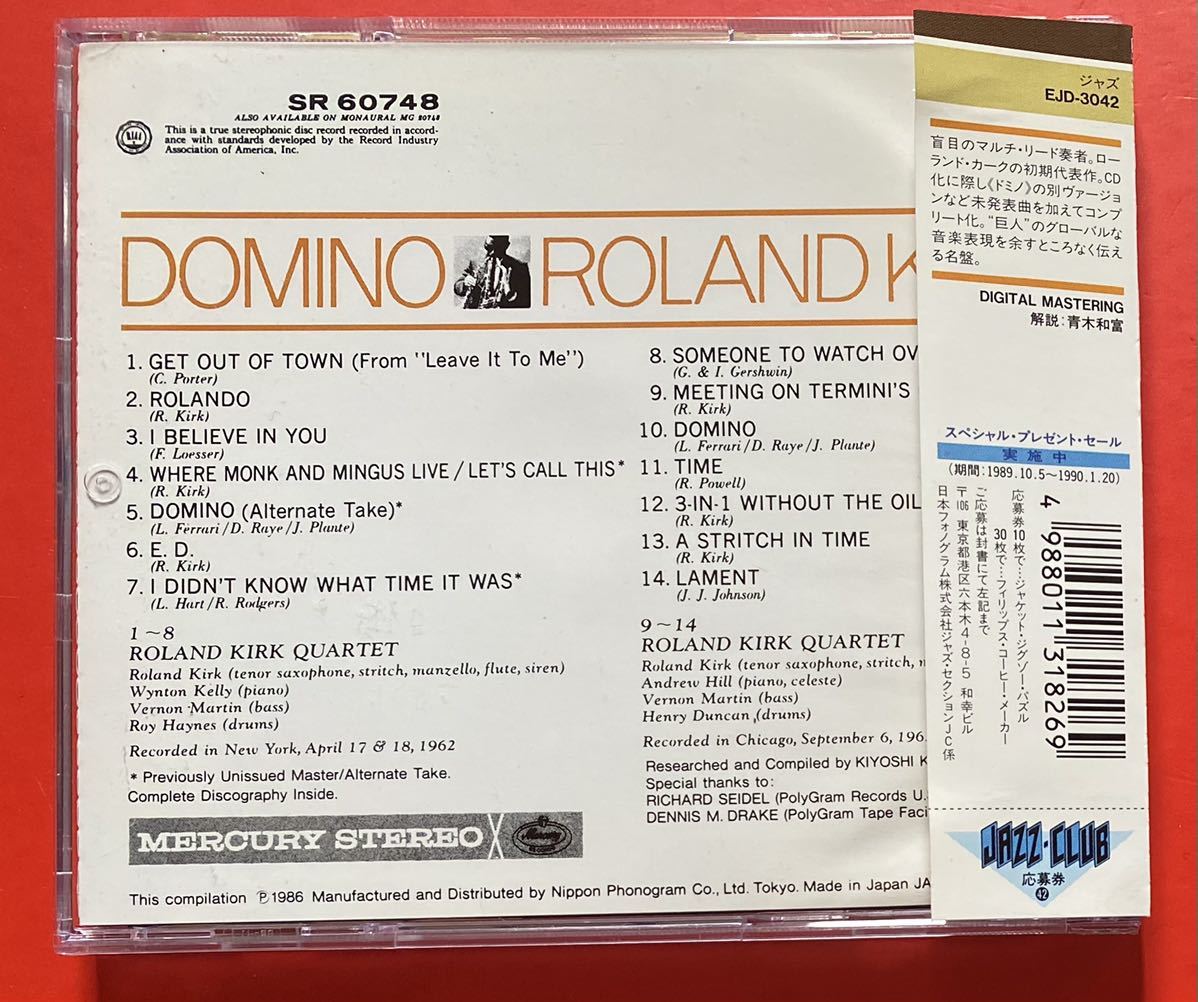 SR 60748
ALSO AVAILABLE ON MONAURAL MG 20748
This is a true stereophonic disc record recorded in accord-
ance with standards developed by the Record Industry
Association of America, Inc.
DOMINO ROLAND K
1. GET OUT OF TOWN (From "Leave It To Me")
(C. Porter)
2. ROLANDO
(R. Kirk)
3. I BELIEVE IN YOU
(F. Loesser)
4. WHERE MONK AND MINGUS LIVE/LET'S CALL THIS*
(R. Kirk)
5. DOMINO (Alternate Take)*
(L. Ferrari/D. Raye/J. Plante)
6. E. D.
(R. Kirk)
7. I DIDN'T KNOW WHAT TIME IT WAS*
(L. Hart/R. Rodgers)
1~8
ROLAND KIRK QUARTET
Roland Kirk (tenor saxophone, stritch, manzello, flute, siren)
Wynton Kelly (piano)
Vernon Martin (bass)
Roy Haynes (drums)
Recorded in New York, April 17 & 18, 1962
* Previously Unissued Master/Alternate Take.
Complete Discography Inside.
MERCURY STEREO
Mercury
RECORDS
8. SOMEONE TO WATCH OV
(G. & I. Gershwin)
9. MEETING ON TERMINI'S
(R. Kirk)
10. DOMINO
(L. Ferrari/D. Raye/J. Plante)
11. TIME
(R. Powell)
12. 3-IN-1 WITHOUT THE OIL
(R. Kirk)
13. A STRITCH IN TIME
(R. Kirk)
14. LAMENT
(J. J. Johnson)
9~14
ROLAND KIRK QUARTET
Roland Kirk (tenor saxophone, stritch,
Andrew Hill (piano, celeste)
Vernon Martin (bass)
Henry Duncan (drums)
Recorded in Chicago, September 6, 196
Researched and Compiled by KIYOSHI K
Special thanks to:
RICHARD SEIDEL (PolyGram Records U.
DENNIS M. DRAKE (PolyGram Tape Faci
This compilation ℗1986 Manufactured and Distributed by Nippon Phonogram Co., Ltd. Tokyo. Made in Japan JA
ジャズ
EJD-3042
盲目のマルチ・リード奏者。ロー
ランド・カークの初期代表作。CD
化に際し《ドミノ》の別ヴァージョ
ンなど未発表曲を加えてコンプ
リート化。“巨人”のグローバルな
音楽表現を余すところなく伝え
る名盤。
DIGITAL MASTERING
解説：青木和富
スペシャル・プレゼント・セール
実施中
(期間：1989.10.5〜1990.1.20)
応募券10枚で…ジャケット・ジグソー・パズル
30枚で…フィリップス・コーヒー・メーカー
ご応募は封書にて左記まで
〒106 東京都港区六本木4-8-5 和幸ビル
日本フォノグラム株式会社ジャズ・セクションJC係
4 988011 318269
JAZZ・CLUB
応募券
42